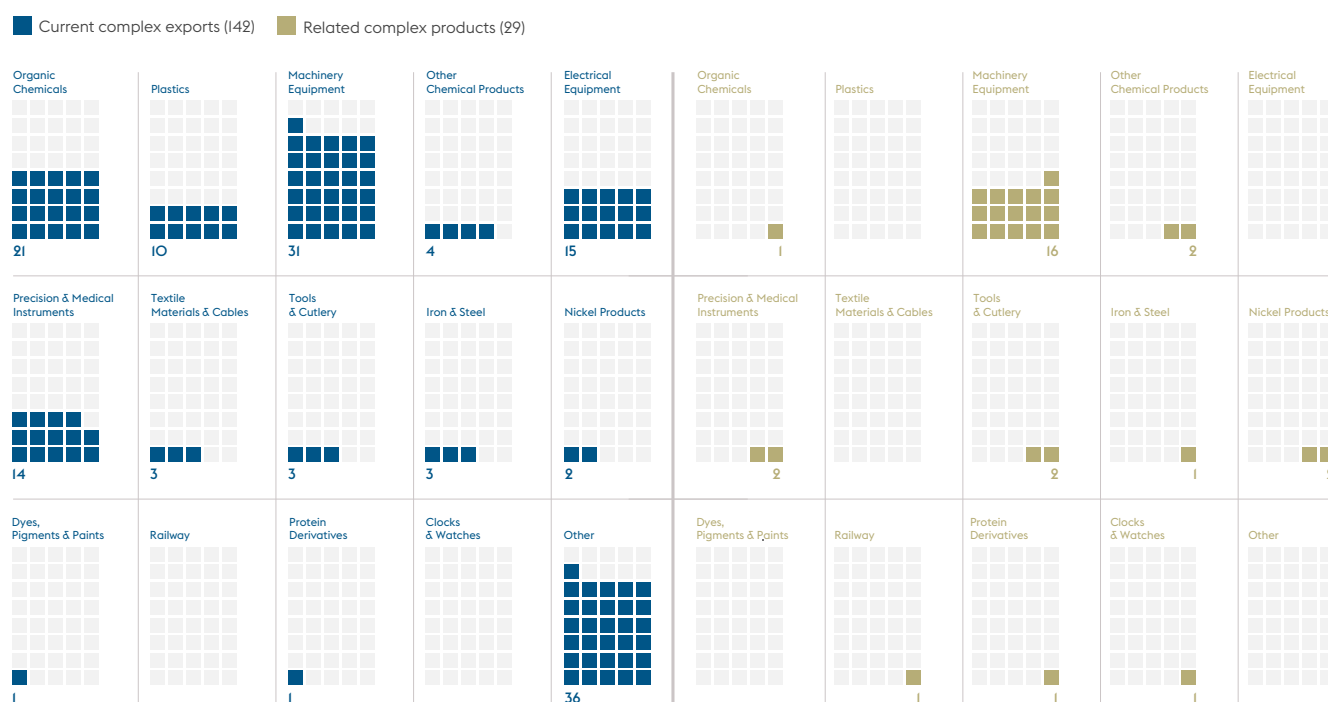 Current complex exports (142)
Related complex products (29)
Organic
Chemicals
Plastics
Machinery
Equipment
Other
Chemical Products
Electrical
Equipment
Organic
Chemicals
Plastics
Machinery
Equipment
Other
Chemical Products
Electrical
Equipment
21
10
31
4
15
1
16
2
Precision & Medical
Instruments
Textile
Materials & Cables
Tools
& Cutlery
Iron & Steel
Nickel Products
Precision & Medical
Instruments
Textile
Materials & Cables
Tools
& Cutlery
Iron & Steel
Nickel Products
14
3
3
3
2
2
2
1
Dyes,
Pigments & Paints
Railway
Protein
Derivatives
Clocks
& Watches
Other
Dyes,
Pigments & Paints
Railway
Protein
Derivatives
Clocks
& Watches
Other
1
1
36
1
1
1